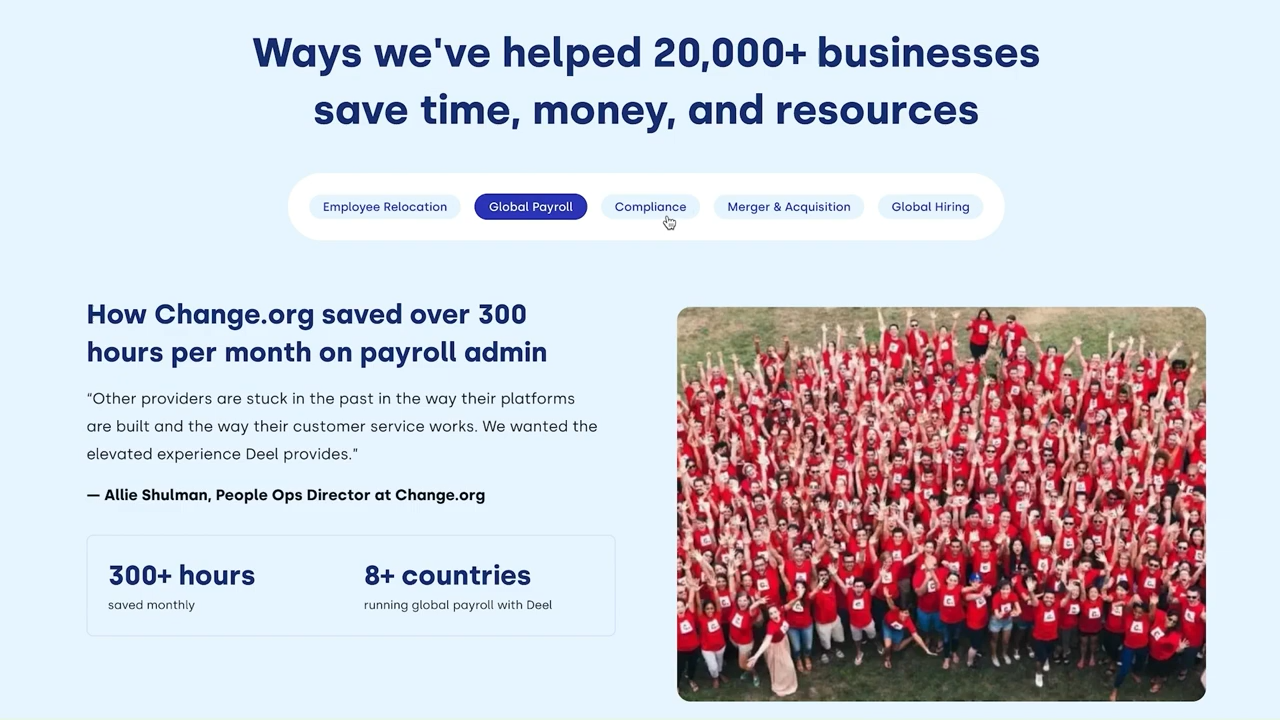 Ways we've helped 20,000+ businesses
save time, money, and resources
Employee Relocation
Global Payroll
Compliance
Merger & Acquisition
Global Hiring
How Change.org saved over 300
hours per month on payroll admin
“Other providers are stuck in the past in the way their platforms
are built and the way their customer service works. We wanted the
elevated experience Deel provides.”
— Allie Shulman, People Ops Director at Change.org
300+ hours
saved monthly
8+ countries
running global payroll with Deel